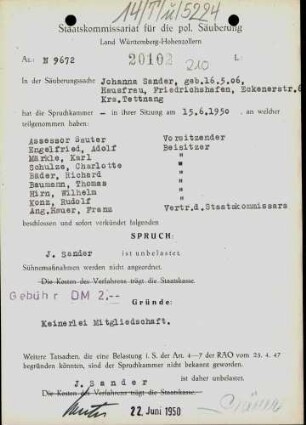 14/T/ü/5224
Staatskommissariat für die pol. Säuberung
Land Württemberg-Hohenzollern
Az.: N 9672 20102 L:
210
In der Säuberungssache Johanna Sander, geb.16.5.06,
Hausfrau, Friedrichshafen, Eckenerstr.6
Krs.Tettnang
hat die Spruchkammer — in ihrer Sitzung am 15.6.1950 an welcher
teilgenommen haben:
Assessor Sauter Vorsitzender
Engelfried, Adolf Beisitzer
Märkle, Karl "
Schulze, Charlotte "
Bäder, Richard "
Baumann, Thomas "
Hirn, Wilhelm "
Konz, Rudolf "
Ang.Hauer, Franz Vertr.d.Staatskommissars
beschlossen und sofort verkündet folgenden
SPRUCH:
J. Sander
ist unbelastet.
Sühnemaßnahmen werden nicht angeordnet.
Die Kosten des Verfahrens trägt die Staatskasse.
Gebühr DM 2,--
Gründe:
Keinerlei Mitgliedschaft.
Weitere Tatsachen, die eine Belastung i. S. der Art. 4—7 der RAO vom 23. 4. 47
begründen könnten, sind der Spruchkammer nicht bekannt geworden.
J. Sander ist daher unbelastet.
Die Kosten des Verfahrens trägt die Staatskasse.
22. Juni 1950